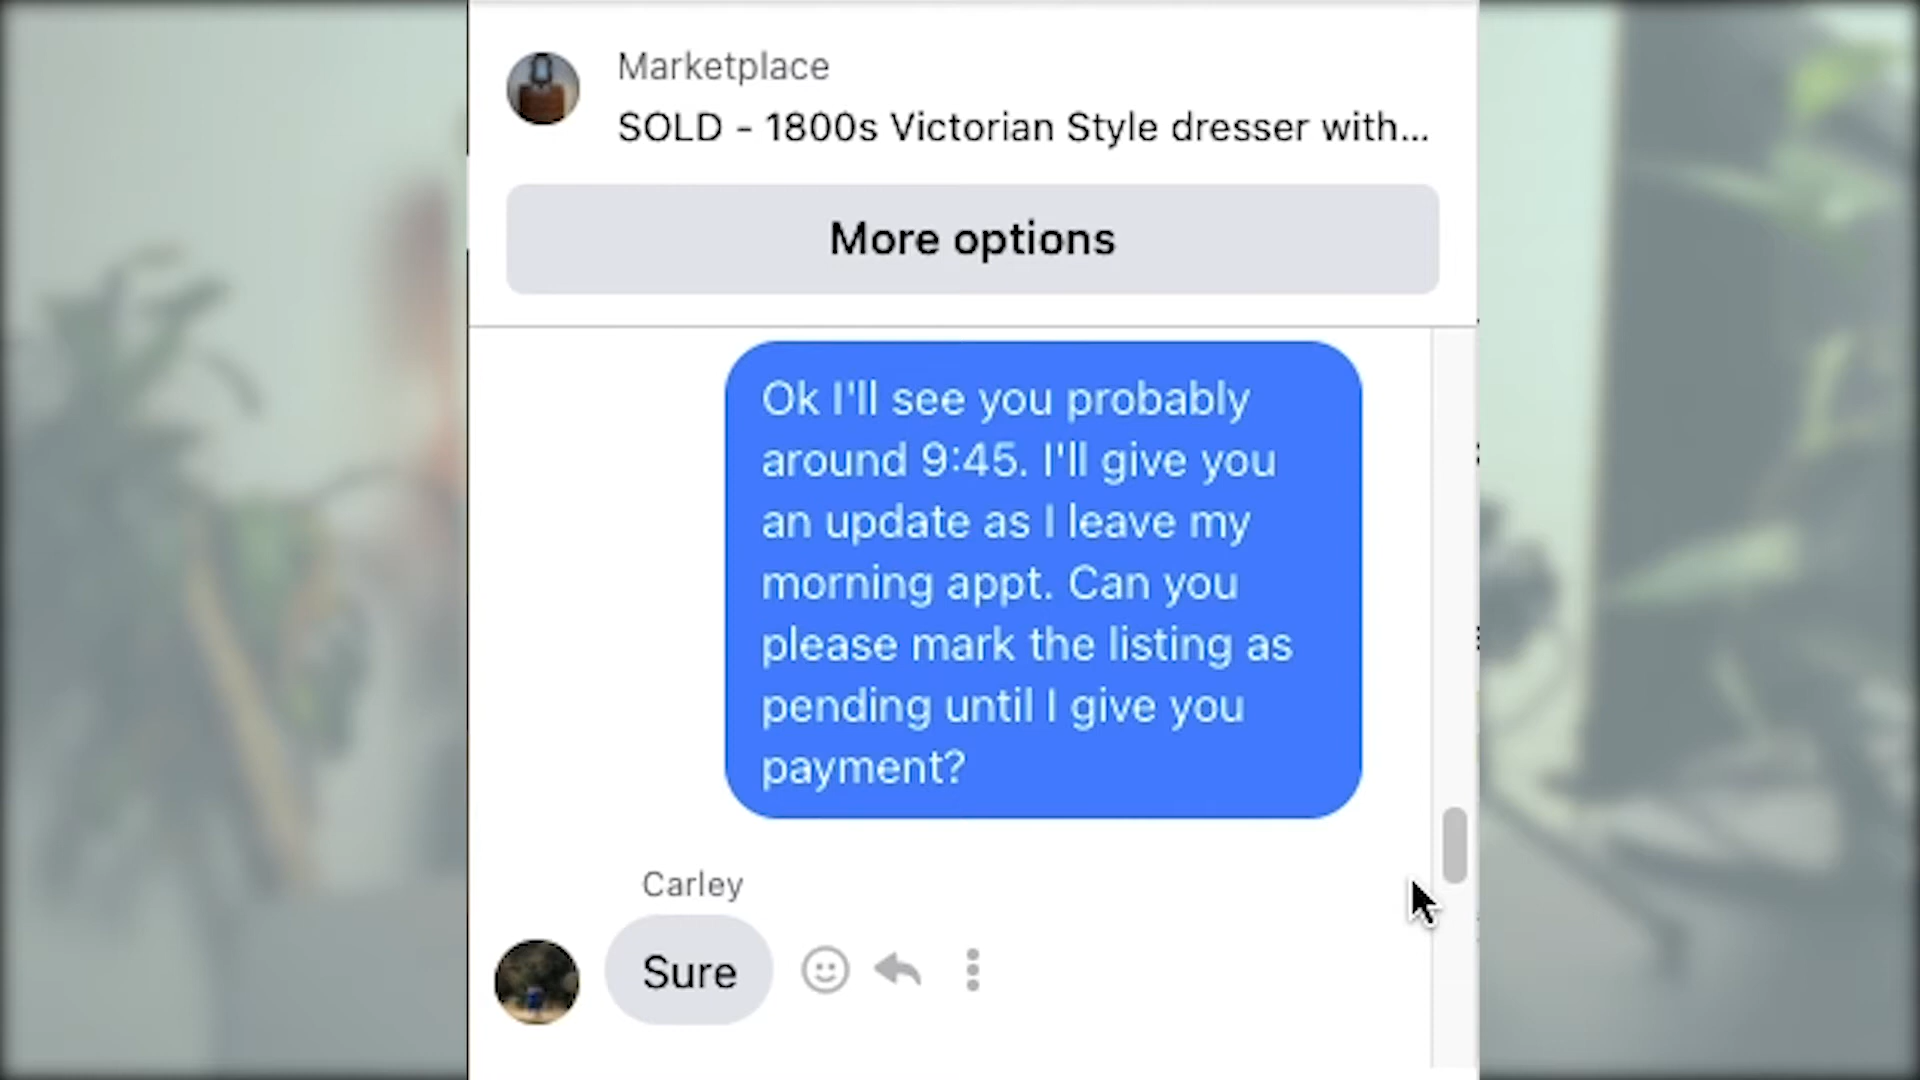 Marketplace
SOLD - 1800s Victorian Style dresser with...
More options
Ok I'll see you probably
around 9:45. I'll give you
an update as I leave my
morning appt. Can you
please mark the listing as
pending until I give you
payment?
Carley
Sure